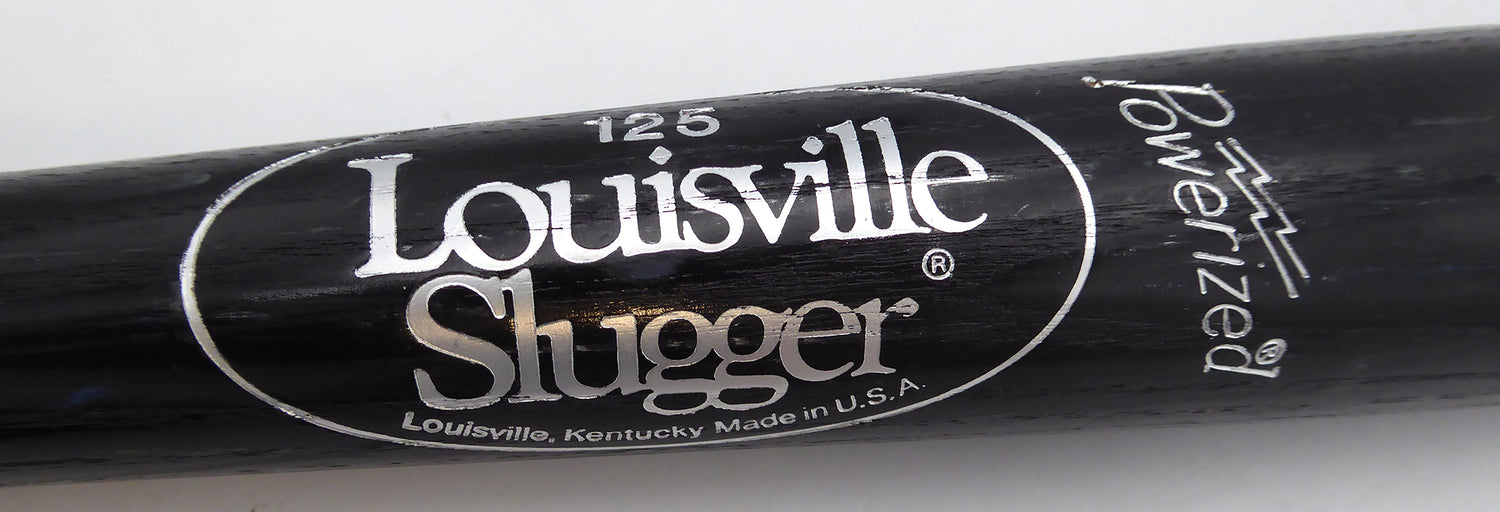 125
Louisville
Slugger ®
Louisville, Kentucky Made in U.S.A.
Powerized ®